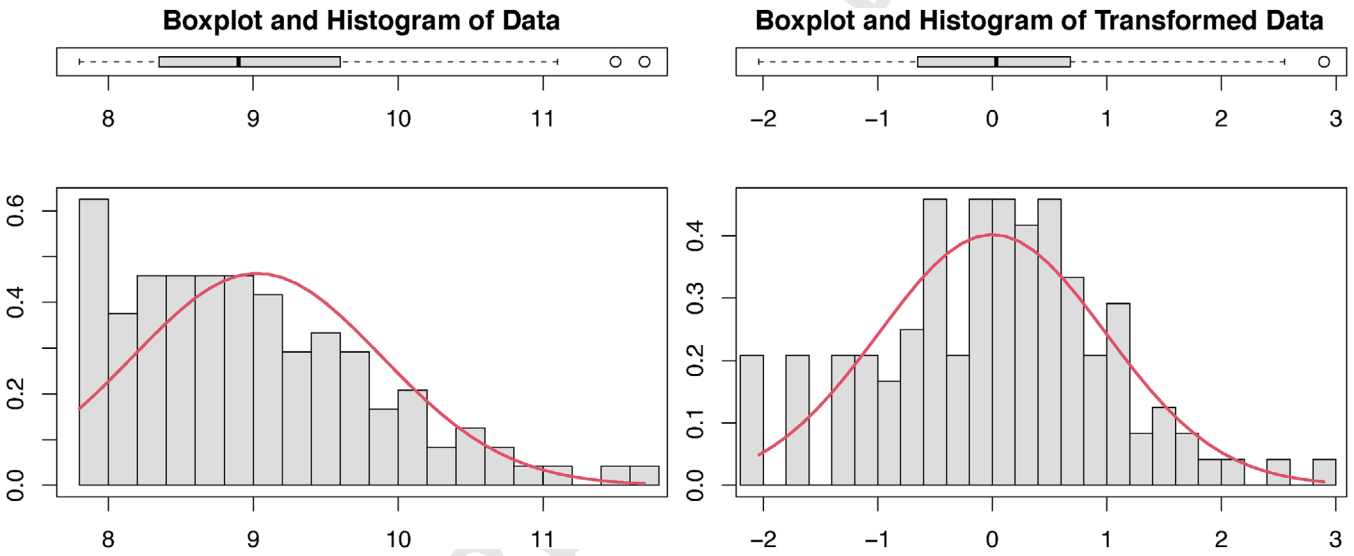 Boxplot and Histogram of Data
8 9 10 11
0.0 0.2 0.4 0.6
8 9 10 11
Boxplot and Histogram of Transformed Data
−2 −1 0 1 2 3
0.0 0.1 0.2 0.3 0.4
−2 −1 0 1 2 3